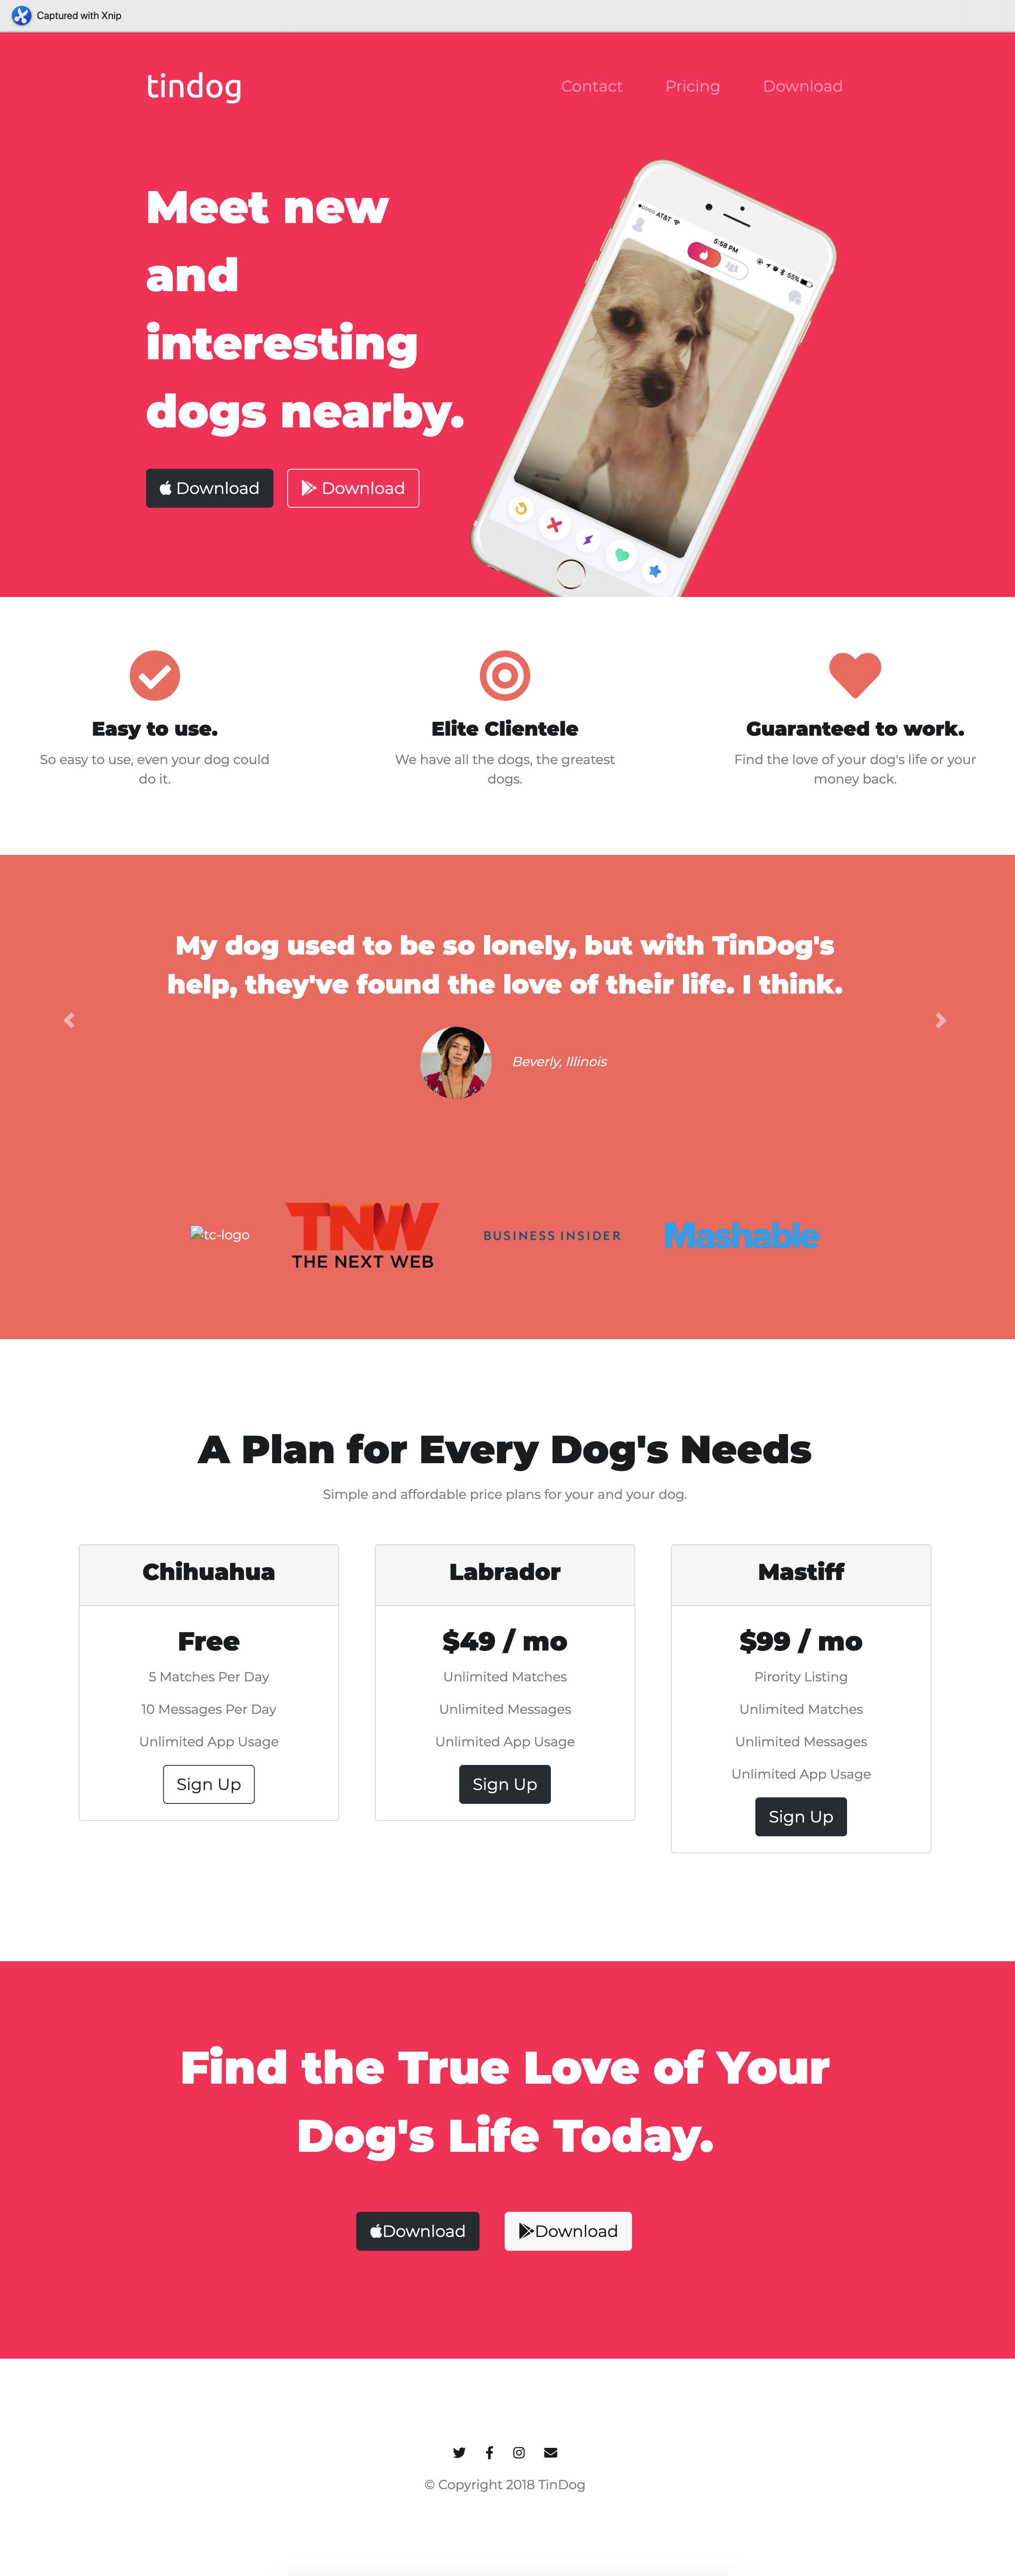 Captured with Xnip
tindog
Contact Pricing Download
Meet new
and
interesting
dogs nearby.
Download Download
●○○○○ AT&T 5:58 PM 55%
Easy to use.
So easy to use, even your dog could
do it.
Elite Clientele
We have all the dogs, the greatest
dogs.
Guaranteed to work.
Find the love of your dog's life or your
money back.
My dog used to be so lonely, but with TinDog's
help, they've found the love of their life. I think.
Beverly, Illinois
tc-logo
TNW
THE NEXT WEB
BUSINESS INSIDER
Mashable
A Plan for Every Dog's Needs
Simple and affordable price plans for your and your dog.
Chihuahua
Free
5 Matches Per Day
10 Messages Per Day
Unlimited App Usage
Sign Up
Labrador
$49 / mo
Unlimited Matches
Unlimited Messages
Unlimited App Usage
Sign Up
Mastiff
$99 / mo
Pirority Listing
Unlimited Matches
Unlimited Messages
Unlimited App Usage
Sign Up
Find the True Love of Your
Dog's Life Today.
Download Download
© Copyright 2018 TinDog